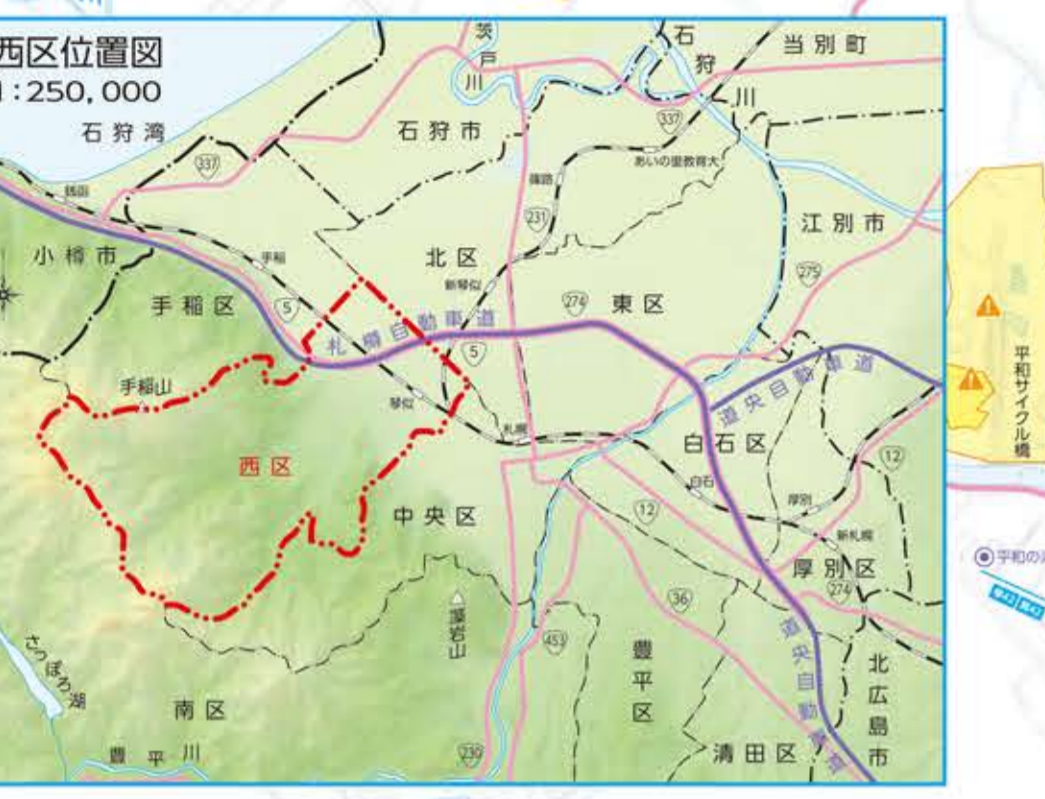 西区位置図
1:250,000
石狩湾
茨戸川
石狩川
当別町
石狩市
337
337
あいの里教育大
銭函
篠路
231
江別市
小樽市
手稲
北区
新琴似
275
手稲区
5
274
東区
札樽自動車道
5
手稲山
琴似
道央自動車道
札幌
白石区
12
西区
白石
中央区
12
厚別
新札幌
平和サイクル橋
厚別区
274
36
藻岩山
453
道央自動車道
さっぽろ湖
豊平区
北広島市
南区
豊平川
230
清田区